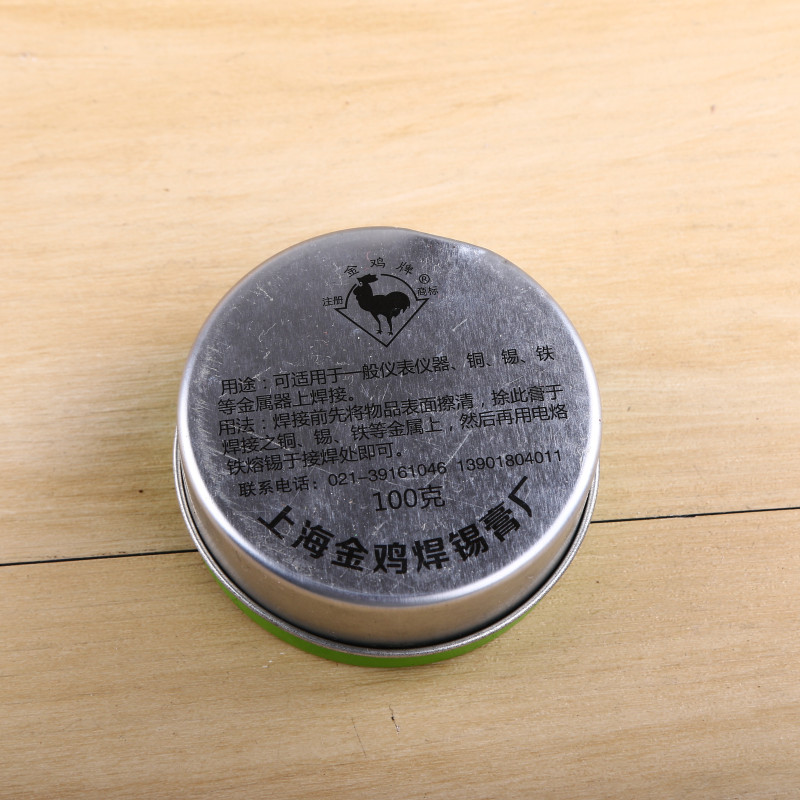 金鸡牌®
注册 商标
用途：可适用于一般仪表仪器、铜、锡、铁
等金属器上焊接。
用法：焊接前先将物品表面擦清，捈此膏于
焊接之铜、锡、铁等金属上，然后再用电烙
铁熔锡于接焊处即可。
联系电话：021-39161046 13901804011
100克
上海金鸡焊锡膏厂